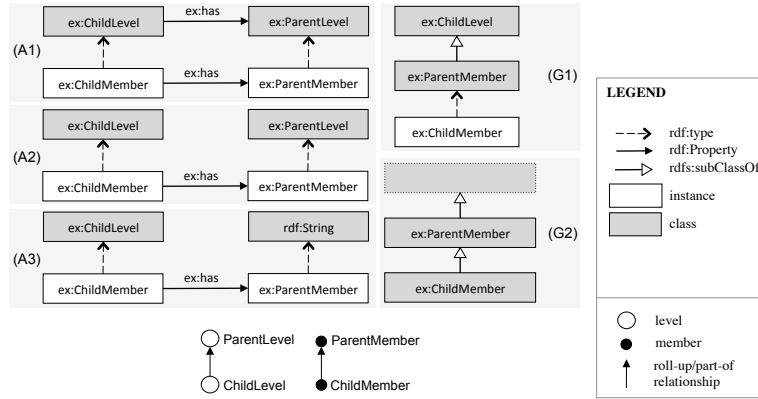 ex:ChildLevel
ex:has
ex:ParentLevel
(A1)
ex:ChildMember
ex:has
ex:ParentMember
ex:ChildLevel
ex:ParentLevel
(A2)
ex:ChildMember
ex:has
ex:ParentMember
ex:ChildLevel
rdf:String
(A3)
ex:ChildMember
ex:has
ex:ParentMember
ex:ChildLevel
ex:ParentMember
(G1)
ex:ChildMember
(G2)
ex:ParentMember
ex:ChildMember
ParentLevel
ParentMember
ChildLevel
ChildMember
LEGEND
rdf:type
rdf:Property
rdfs:subClassOf
instance
class
level
member
roll-up/part-of
relationship